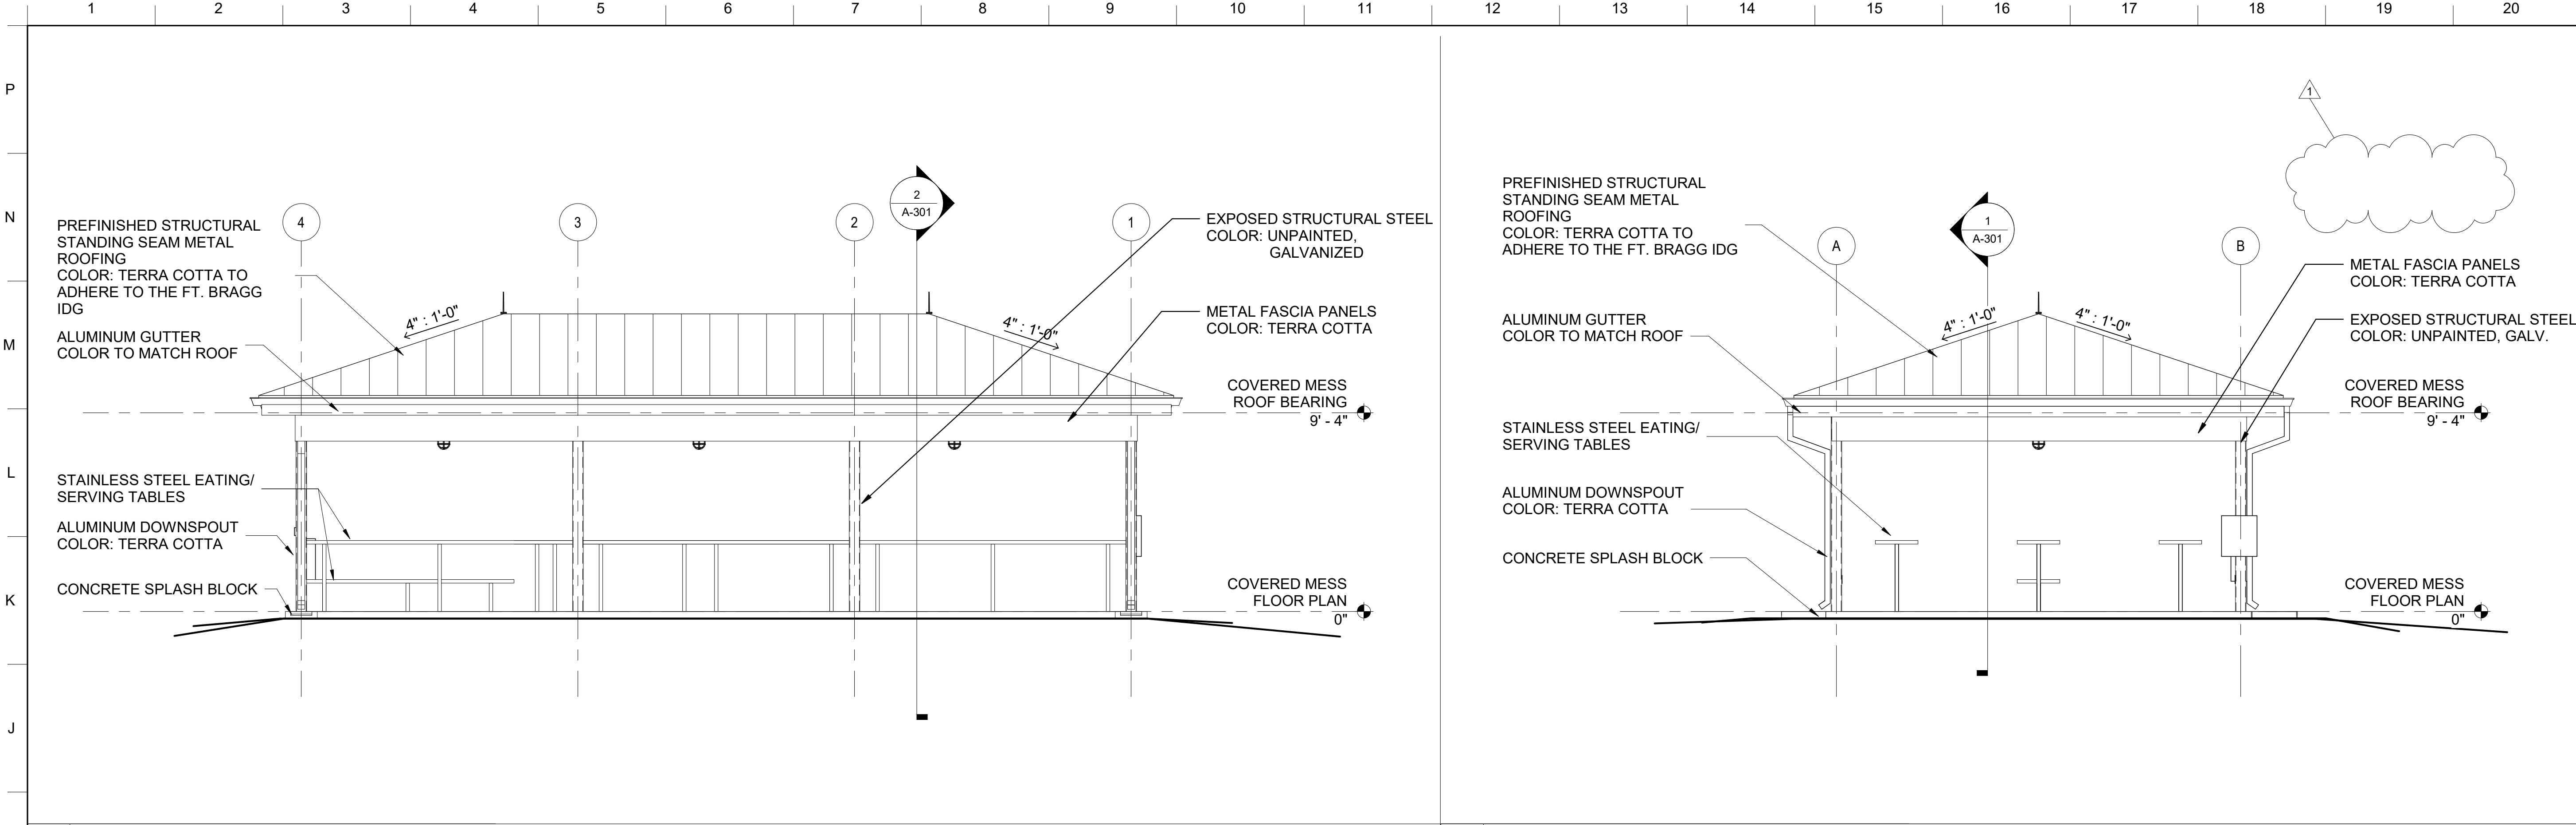 1 2 3 4 5 6 7 8 9 10 11 12 13 14 15 16 17 18 19 20
P
N
M
L
K
J
PREFINISHED STRUCTURAL
STANDING SEAM METAL
ROOFING
COLOR: TERRA COTTA TO
ADHERE TO THE FT. BRAGG
IDG
ALUMINUM GUTTER
COLOR TO MATCH ROOF
STAINLESS STEEL EATING/
SERVING TABLES
ALUMINUM DOWNSPOUT
COLOR: TERRA COTTA
CONCRETE SPLASH BLOCK
4
3
2
2
A-301
1
4" : 1'-0"
4" : 1'-0"
EXPOSED STRUCTURAL STEEL
COLOR: UNPAINTED,
GALVANIZED
METAL FASCIA PANELS
COLOR: TERRA COTTA
COVERED MESS
ROOF BEARING
9' - 4"
COVERED MESS
FLOOR PLAN
0"
PREFINISHED STRUCTURAL
STANDING SEAM METAL
ROOFING
COLOR: TERRA COTTA TO
ADHERE TO THE FT. BRAGG IDG
ALUMINUM GUTTER
COLOR TO MATCH ROOF
STAINLESS STEEL EATING/
SERVING TABLES
ALUMINUM DOWNSPOUT
COLOR: TERRA COTTA
CONCRETE SPLASH BLOCK
A
1
A-301
B
4" : 1'-0"
4" : 1'-0"
1
METAL FASCIA PANELS
COLOR: TERRA COTTA
EXPOSED STRUCTURAL STEEL
COLOR: UNPAINTED, GALV.
COVERED MESS
ROOF BEARING
9' - 4"
COVERED MESS
FLOOR PLAN
0"